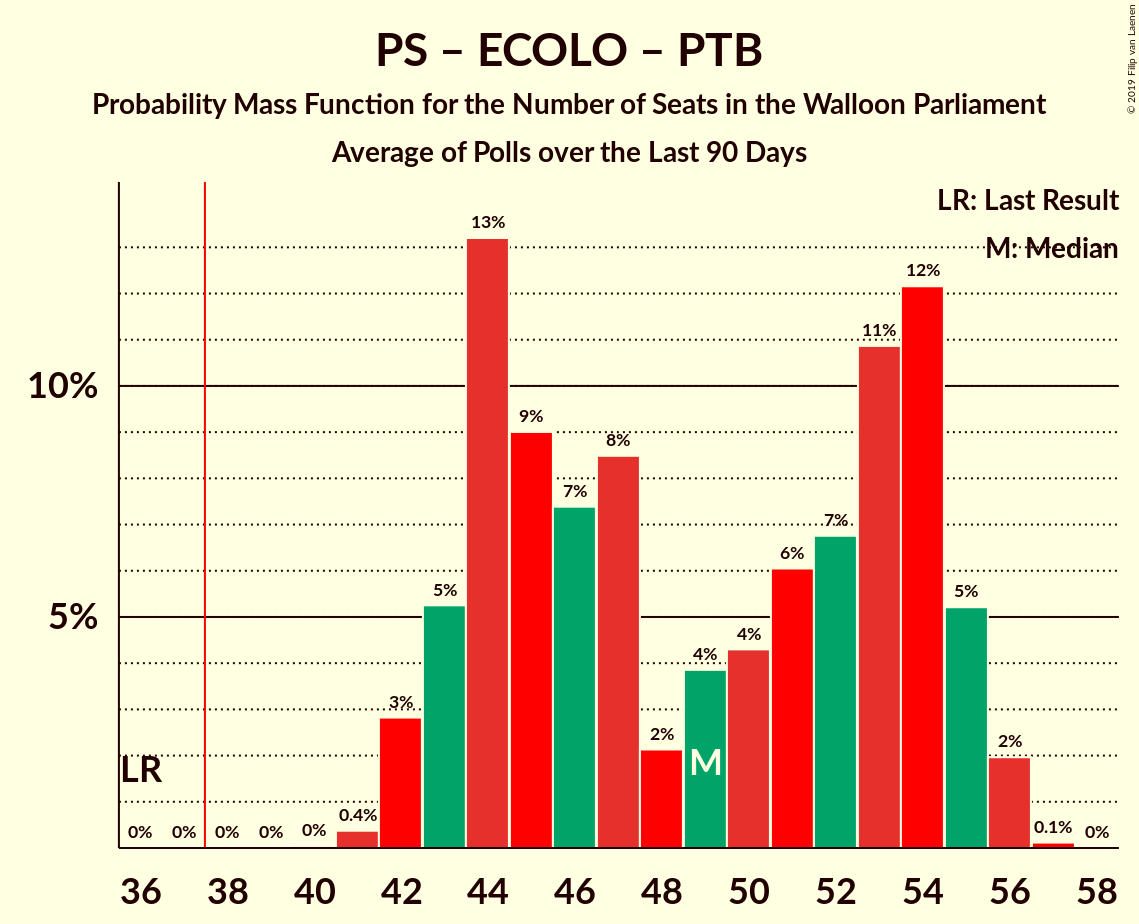 PS – ECOLO – PTB
Probability Mass Function for the Number of Seats in the Walloon Parliament
Average of Polls over the Last 90 Days
© 2019 Filip van Laenen
LR: Last Result
M: Median
10%
5%
LR
M
0%
0%
0%
0%
0%
0.4%
3%
5%
13%
9%
7%
8%
2%
4%
4%
6%
7%
11%
12%
5%
2%
0.1%
0%
36 38 40 42 44 46 48 50 52 54 56 58